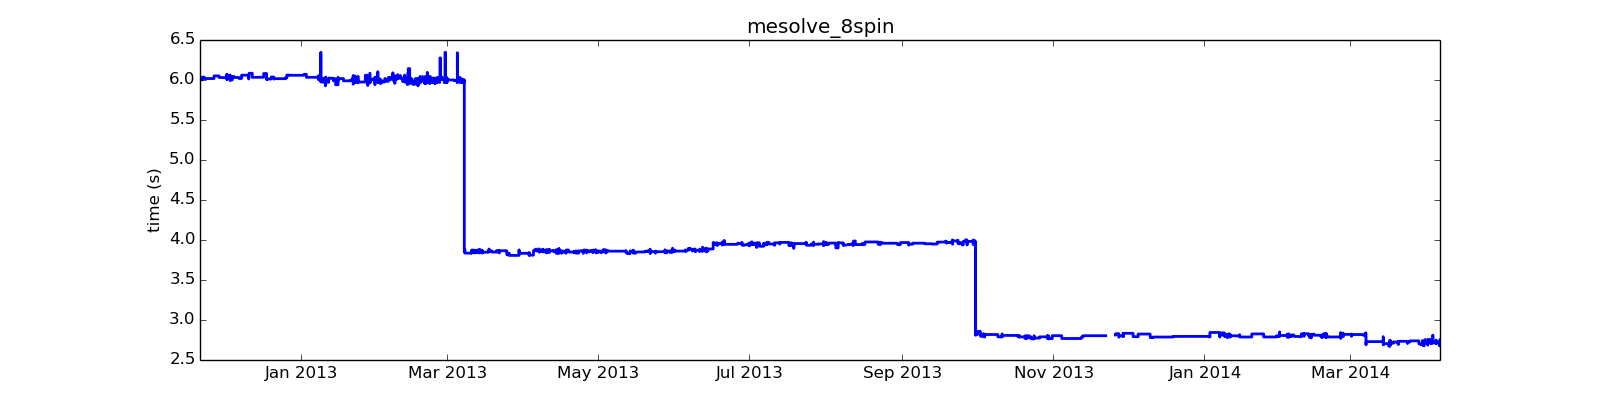 mesolve_8spin
6.5
6.0
5.5
5.0
4.5
4.0
3.5
3.0
2.5
time (s)
Jan 2013
Mar 2013
May 2013
Jul 2013
Sep 2013
Nov 2013
Jan 2014
Mar 2014